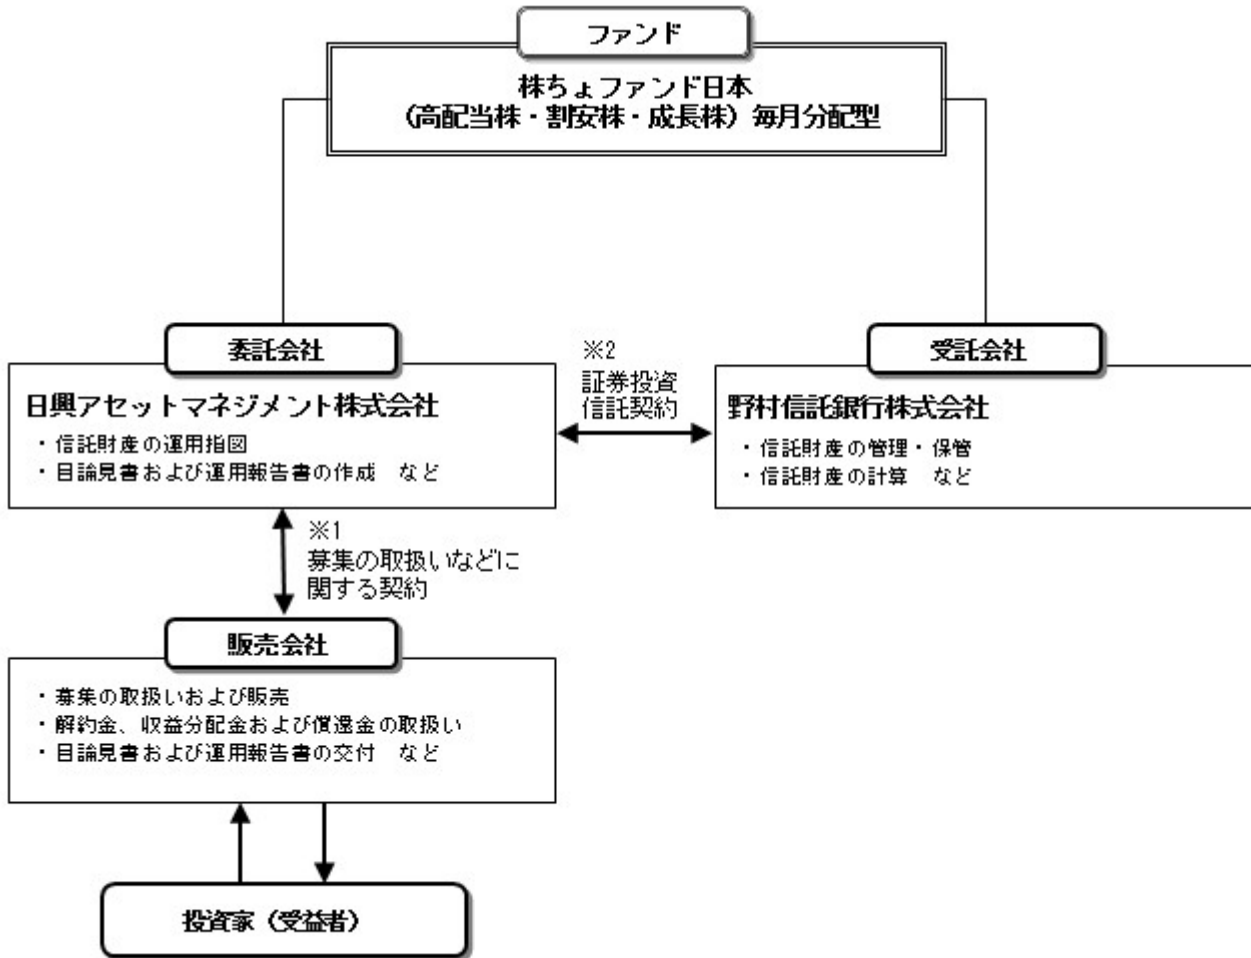 ファンド
株ちょファンド日本
(高配当株・割安株・成長株) 毎月分配型
委託会社
日興アセットマネジメント株式会社
・信託財産の運用指図
・目論見書および運用報告書の作成　など
※2
証券投資
信託契約
受託会社
野村信託銀行株式会社
・信託財産の管理・保管
・信託財産の計算　など
※1
募集の取扱いなどに
関する契約
販売会社
・募集の取扱いおよび販売
・解約金、収益分配金および償還金の取扱い
・目論見書および運用報告書の交付　など
投資家（受益者）